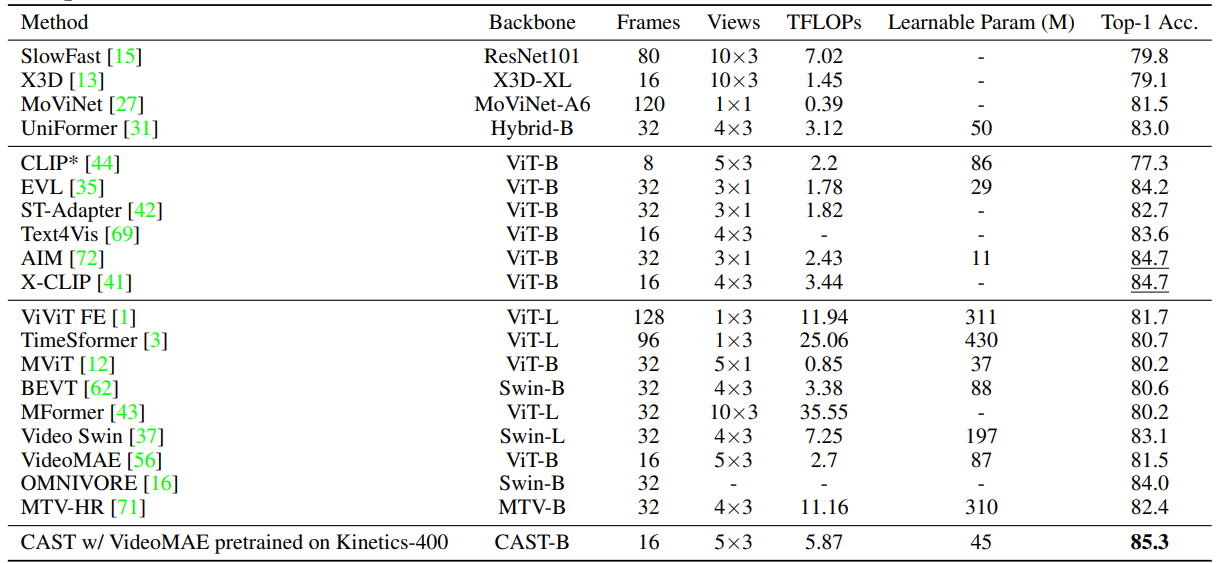 Method Backbone Frames Views TFLOPs Learnable Param (M) Top-1 Acc.
SlowFast [15] ResNet101 80 10×3 7.02 - 79.8
X3D [13] X3D-XL 16 10×3 1.45 - 79.1
MoViNet [27] MoViNet-A6 120 1×1 0.39 - 81.5
UniFormer [31] Hybrid-B 32 4×3 3.12 50 83.0
CLIP* [44] ViT-B 8 5×3 2.2 86 77.3
EVL [35] ViT-B 32 3×1 1.78 29 84.2
ST-Adapter [42] ViT-B 32 3×1 1.82 - 82.7
Text4Vis [69] ViT-B 16 4×3 - - 83.6
AIM [72] ViT-B 32 3×1 2.43 11 84.7
X-CLIP [41] ViT-B 16 4×3 3.44 - 84.7
ViViT FE [1] ViT-L 128 1×3 11.94 311 81.7
TimeSformer [3] ViT-L 96 1×3 25.06 430 80.7
MViT [12] ViT-B 32 5×1 0.85 37 80.2
BEVT [62] Swin-B 32 4×3 3.38 88 80.6
MFormer [43] ViT-L 32 10×3 35.55 - 80.2
Video Swin [37] Swin-L 32 4×3 7.25 197 83.1
VideoMAE [56] ViT-B 16 5×3 2.7 87 81.5
OMNIVORE [16] Swin-B 32 - - - 84.0
MTV-HR [71] MTV-B 32 4×3 11.16 310 82.4
CAST w/ VideoMAE pretrained on Kinetics-400 CAST-B 16 5×3 5.87 45 85.3